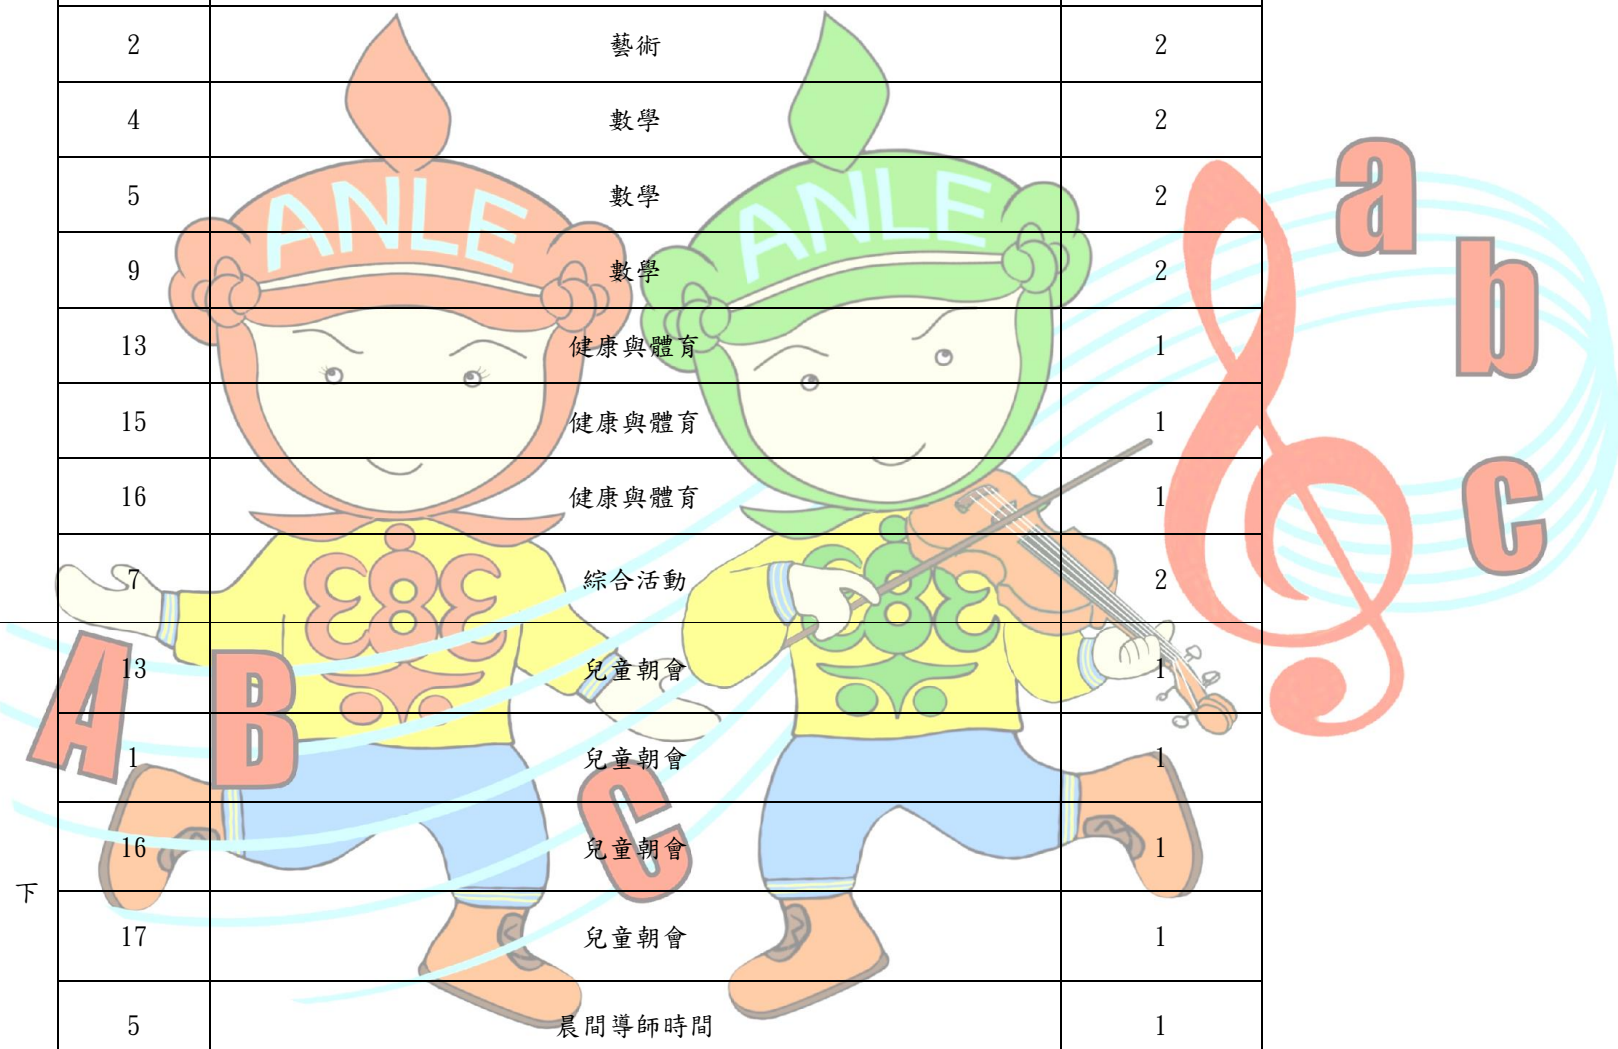 2 藝術 2
4 數學 2
5 數學 2
9 數學 2
13 健康與體育 1
15 健康與體育 1
16 健康與體育 1
7 綜合活動 2
13 兒童朝會 1
1 兒童朝會 1
16 兒童朝會 1
下
17 兒童朝會 1
5 晨間導師時間 1
ANLE
ANLE
a
b
c
A
B
C